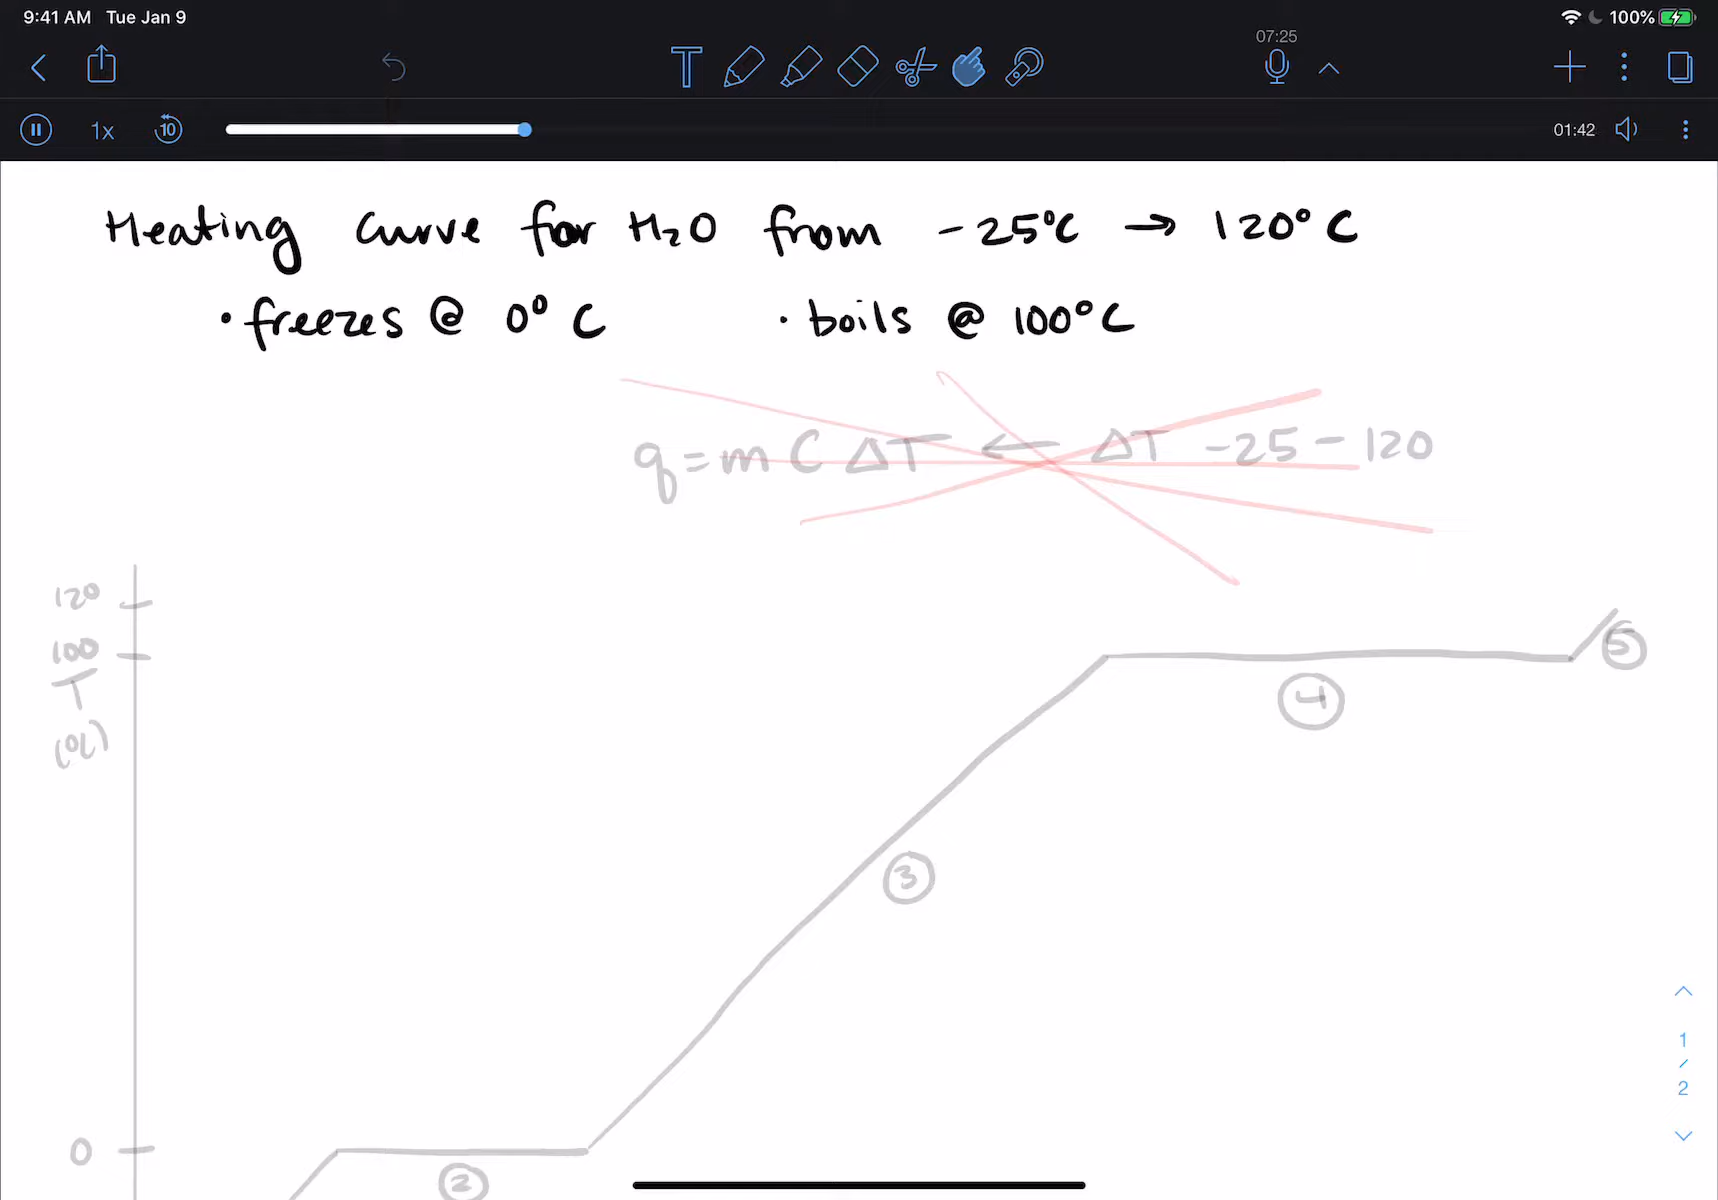 9:41 AM Tue Jan 9
100%
07:25
1x
10
01:42
Heating Curve for H₂O from -25°C → 120°C
• freezes @ 0° C • boils @ 100°C
q = m C ΔT ← ΔT -25 - 120
120
100
T
(°C)
5
4
3
0
2
1
/
2